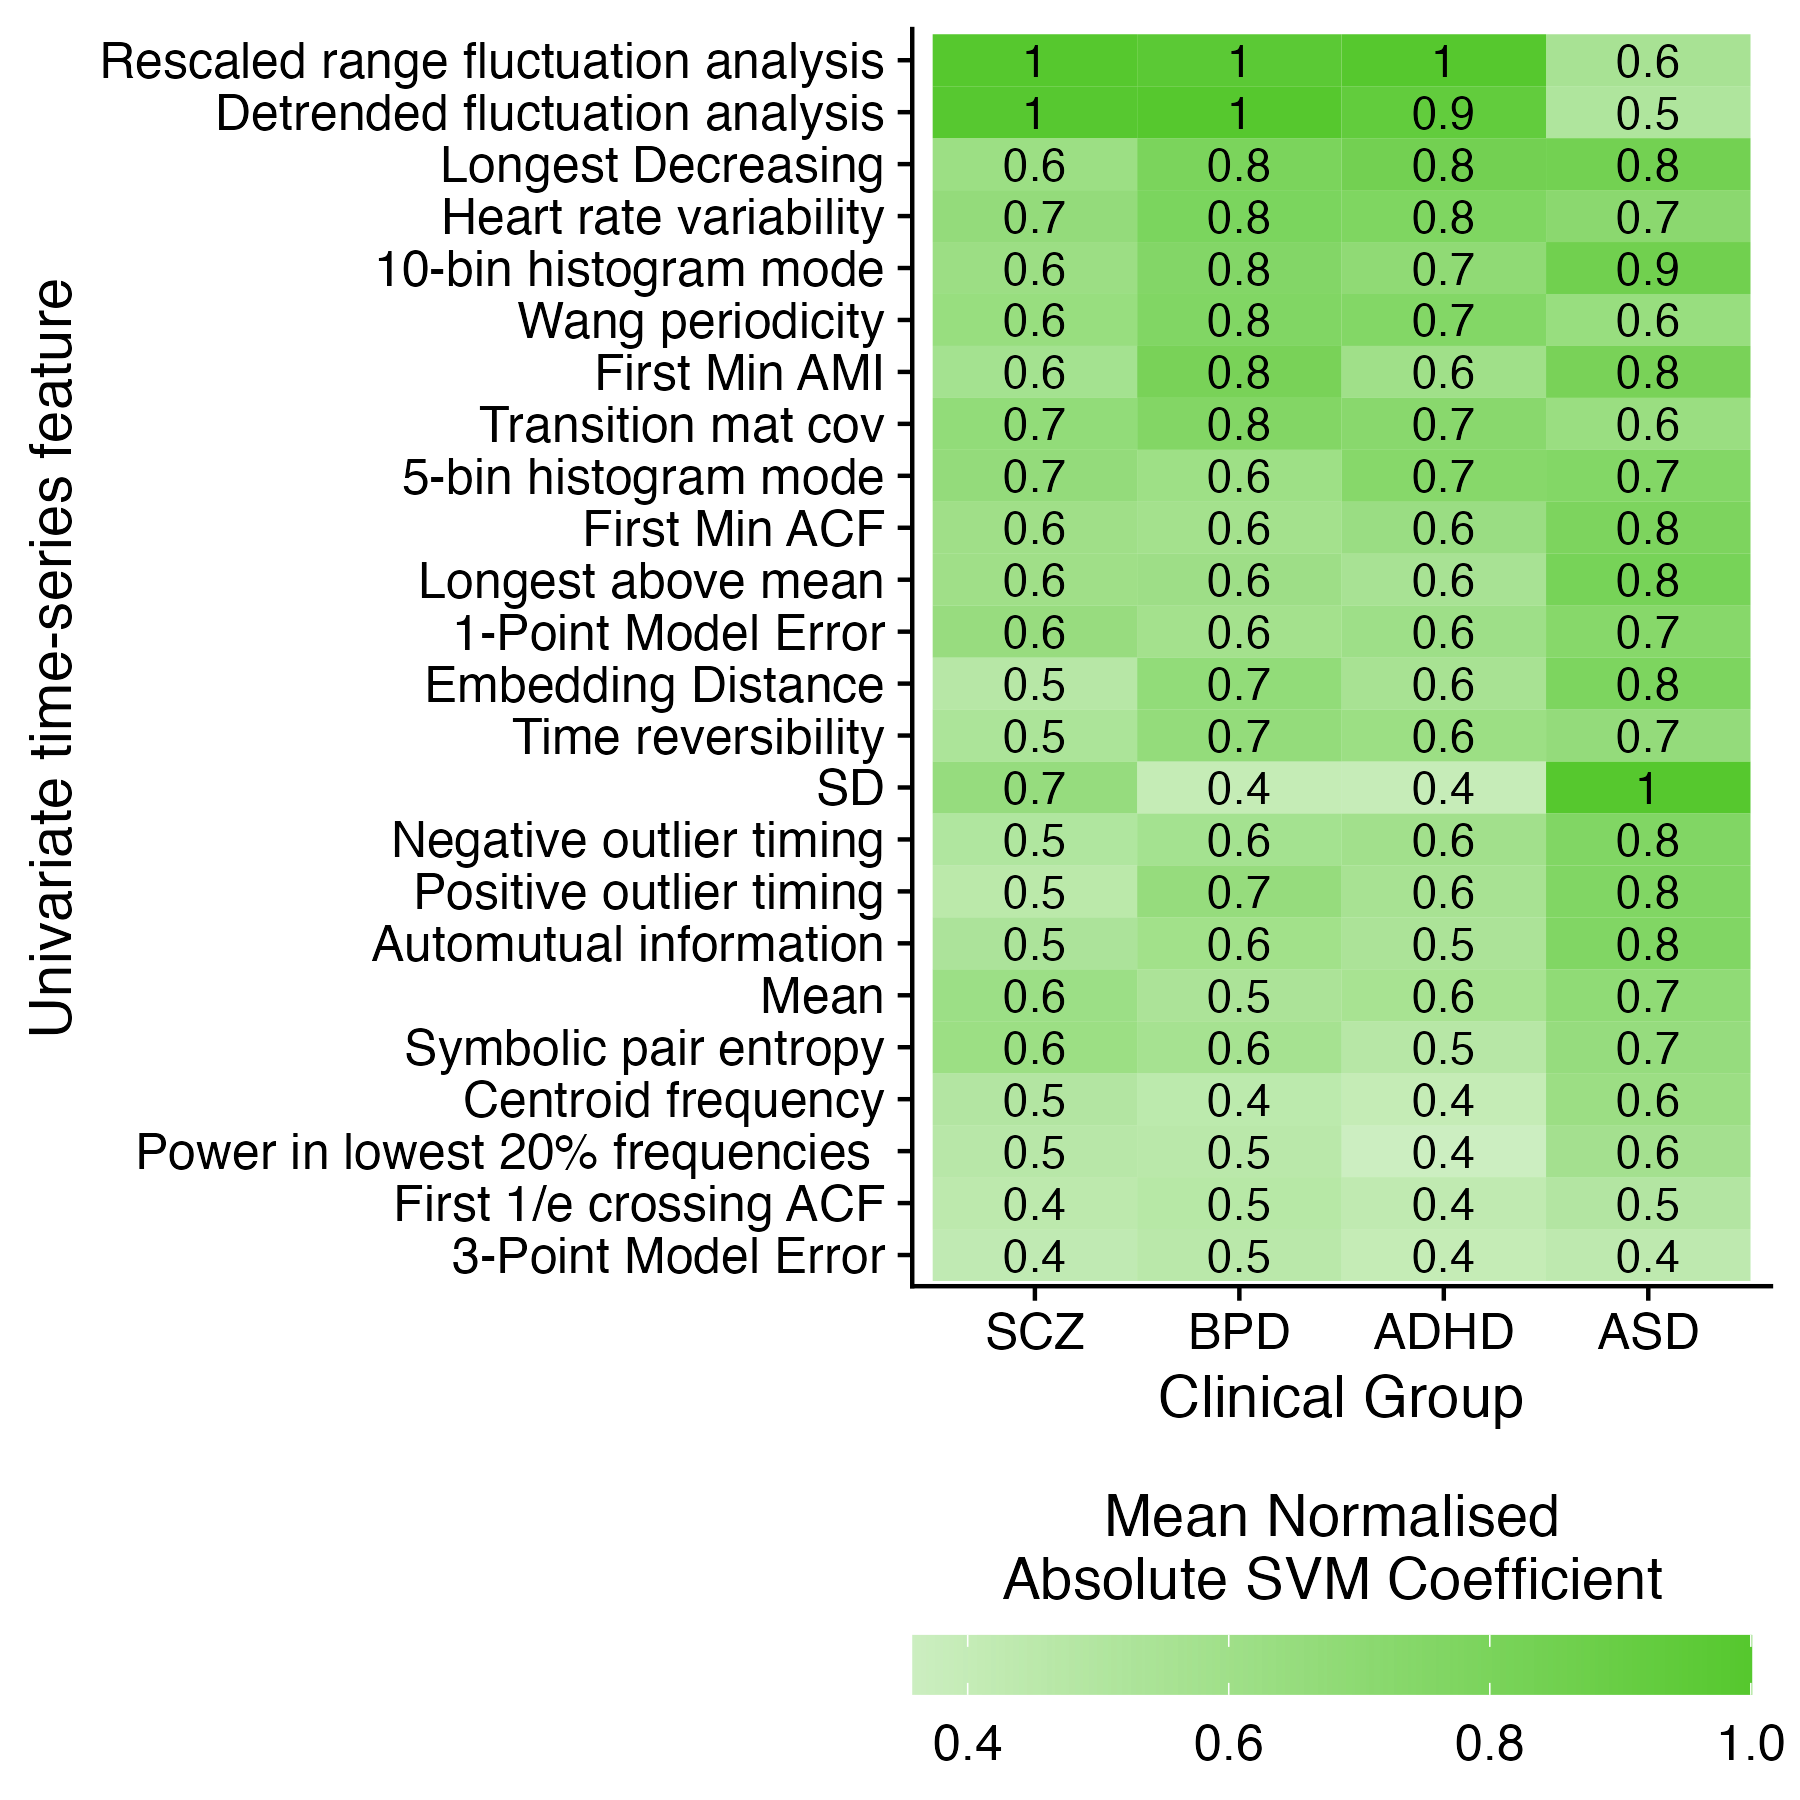 Univariate time-series feature
Rescaled range fluctuation analysis 1 1 1 0.6
Detrended fluctuation analysis 1 1 0.9 0.5
Longest Decreasing 0.6 0.8 0.8 0.8
Heart rate variability 0.7 0.8 0.8 0.7
10-bin histogram mode 0.6 0.8 0.7 0.9
Wang periodicity 0.6 0.8 0.7 0.6
First Min AMI 0.6 0.8 0.6 0.8
Transition mat cov 0.7 0.8 0.7 0.6
5-bin histogram mode 0.7 0.6 0.7 0.7
First Min ACF 0.6 0.6 0.6 0.8
Longest above mean 0.6 0.6 0.6 0.8
1-Point Model Error 0.6 0.6 0.6 0.7
Embedding Distance 0.5 0.7 0.6 0.8
Time reversibility 0.5 0.7 0.6 0.7
SD 0.7 0.4 0.4 1
Negative outlier timing 0.5 0.6 0.6 0.8
Positive outlier timing 0.5 0.7 0.6 0.8
Automutual information 0.5 0.6 0.5 0.8
Mean 0.6 0.5 0.6 0.7
Symbolic pair entropy 0.6 0.6 0.5 0.7
Centroid frequency 0.5 0.4 0.4 0.6
Power in lowest 20% frequencies 0.5 0.5 0.4 0.6
First 1/e crossing ACF 0.4 0.5 0.4 0.5
3-Point Model Error 0.4 0.5 0.4 0.4
SCZ BPD ADHD ASD
Clinical Group
Mean Normalised
Absolute SVM Coefficient
0.4 0.6 0.8 1.0